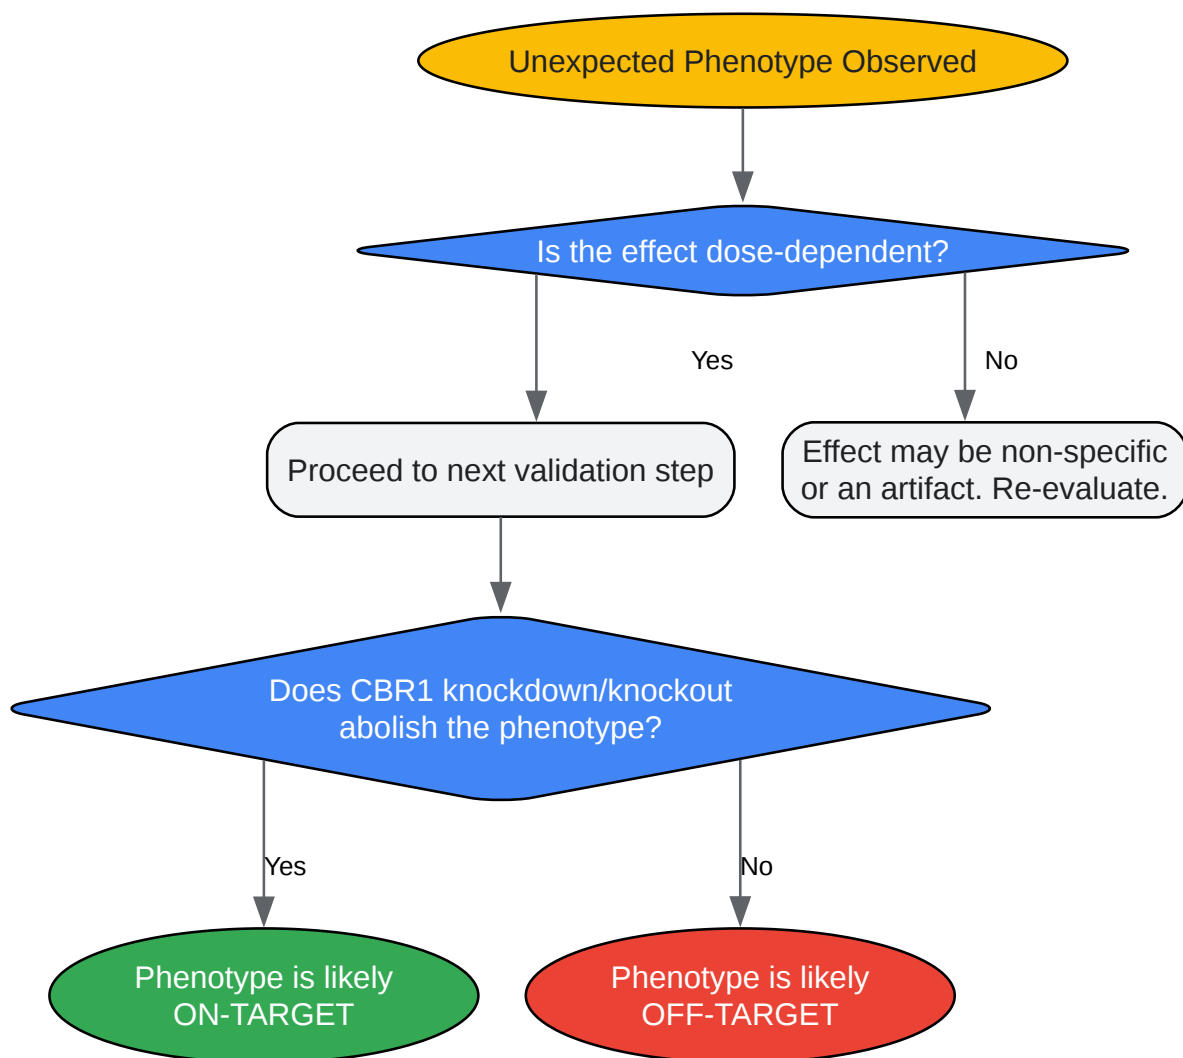 Unexpected Phenotype Observed
Is the effect dose-dependent?
Yes
No
Proceed to next validation step
Effect may be non-specific
or an artifact. Re-evaluate.
Does CBR1 knockdown/knockout
abolish the phenotype?
Yes
No
Phenotype is likely
ON-TARGET
Phenotype is likely
OFF-TARGET